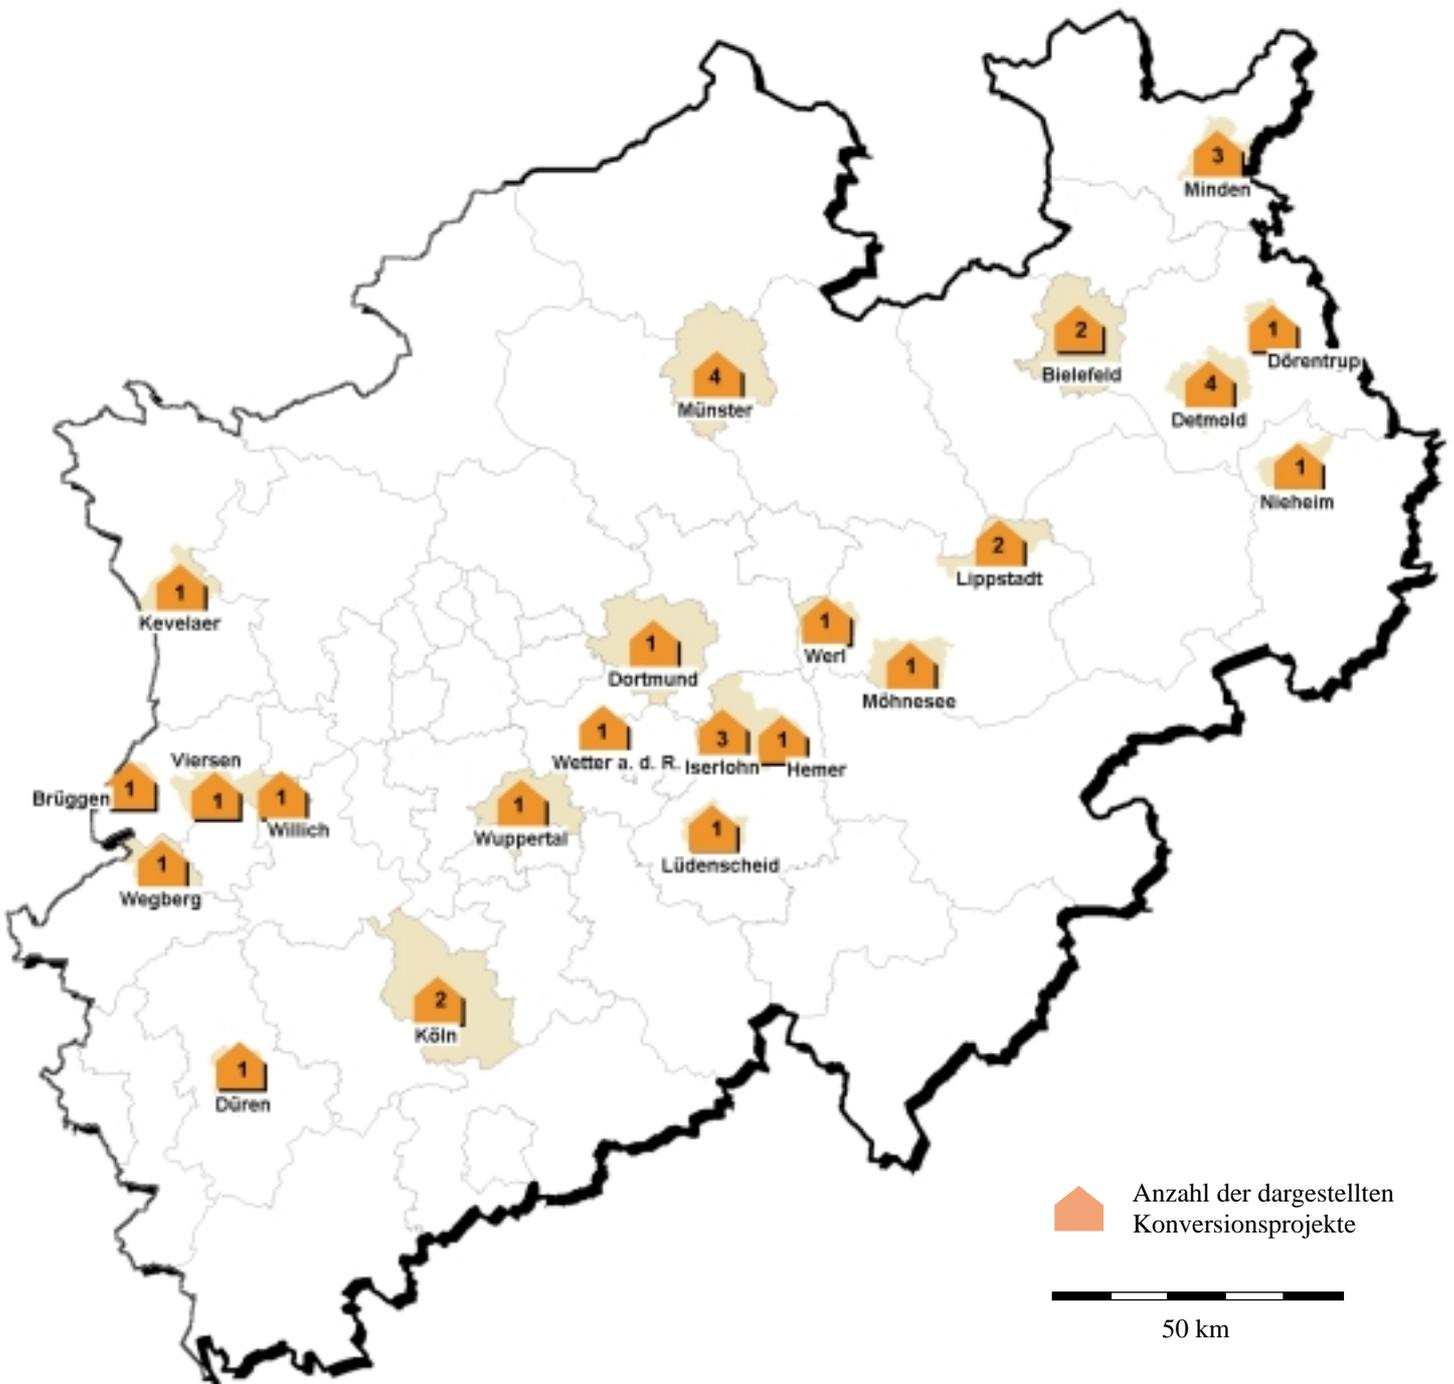 3
Minden
2
Bielefeld
1
Dörentrup
4
Münster
4
Detmold
1
Nieheim
2
Lippstadt
1
Kevelaer
1
Werl
1
Dortmund
1
Möhnesee
1
Wetter a. d. R.
3
Iserlohn
1
Hemer
Viersen
1
Brüggen
1
1
Willich
1
Wuppertal
1
Lüdenscheid
1
Wegberg
2
Köln
1
Düren
Anzahl der dargestellten
Konversionsprojekte
50 km